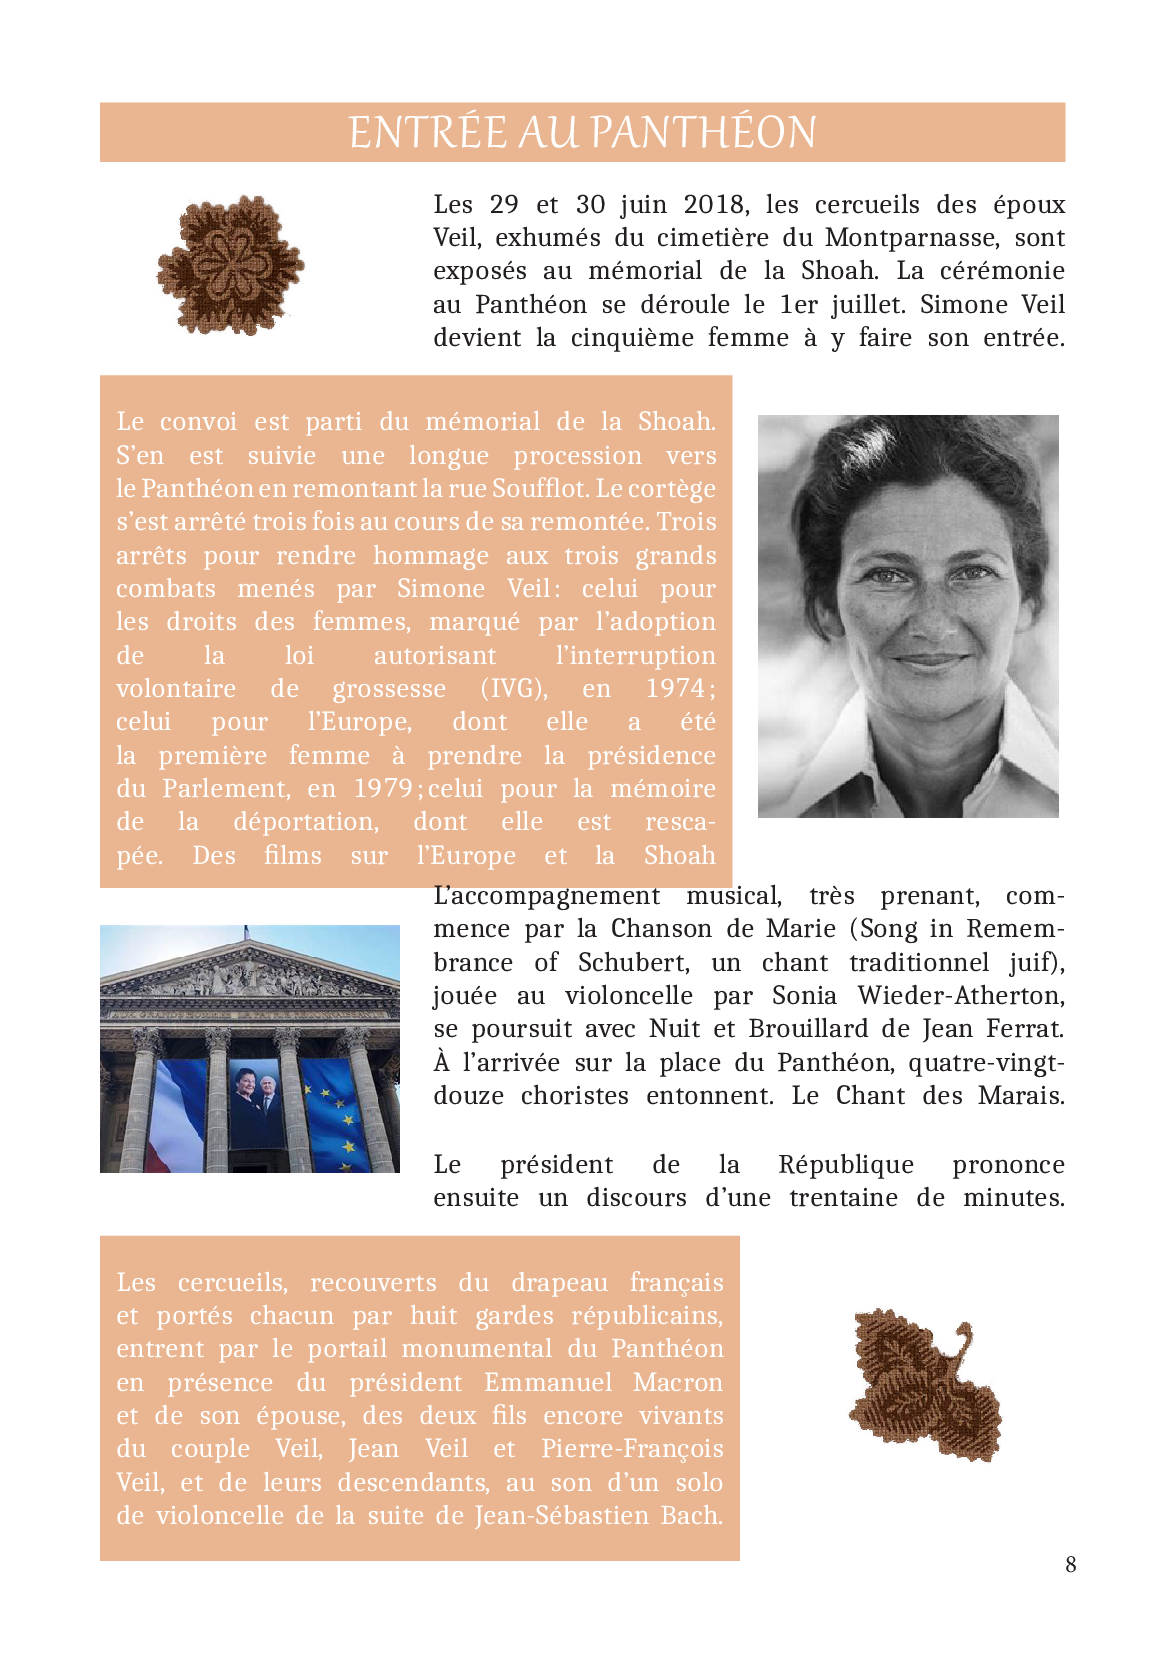 ENTRÉE AU PANTHÉON
Les 29 et 30 juin 2018, les cercueils des époux
Veil, exhumés du cimetière du Montparnasse, sont
exposés au mémorial de la Shoah. La cérémonie
au Panthéon se déroule le 1er juillet. Simone Veil
devient la cinquième femme à y faire son entrée.
Le convoi est parti du mémorial de la Shoah.
S’en est suivie une longue procession vers
le Panthéon en remontant la rue Soufflot. Le cortège
s’est arrêté trois fois au cours de sa remontée. Trois
arrêts pour rendre hommage aux trois grands
combats menés par Simone Veil : celui pour
les droits des femmes, marqué par l’adoption
de la loi autorisant l’interruption
volontaire de grossesse (IVG), en 1974 ;
celui pour l’Europe, dont elle a été
la première femme à prendre la présidence
du Parlement, en 1979 ; celui pour la mémoire
de la déportation, dont elle est resca-
pée. Des films sur l’Europe et la Shoah
L’accompagnement musical, très prenant, com-
mence par la Chanson de Marie (Song in Remem-
brance of Schubert, un chant traditionnel juif),
jouée au violoncelle par Sonia Wieder-Atherton,
se poursuit avec Nuit et Brouillard de Jean Ferrat.
À l’arrivée sur la place du Panthéon, quatre-vingt-
douze choristes entonnent. Le Chant des Marais.
Le président de la République prononce
ensuite un discours d’une trentaine de minutes.
Les cercueils, recouverts du drapeau français
et portés chacun par huit gardes républicains,
entrent par le portail monumental du Panthéon
en présence du président Emmanuel Macron
et de son épouse, des deux fils encore vivants
du couple Veil, Jean Veil et Pierre-François
Veil, et de leurs descendants, au son d’un solo
de violoncelle de la suite de Jean-Sébastien Bach.
8